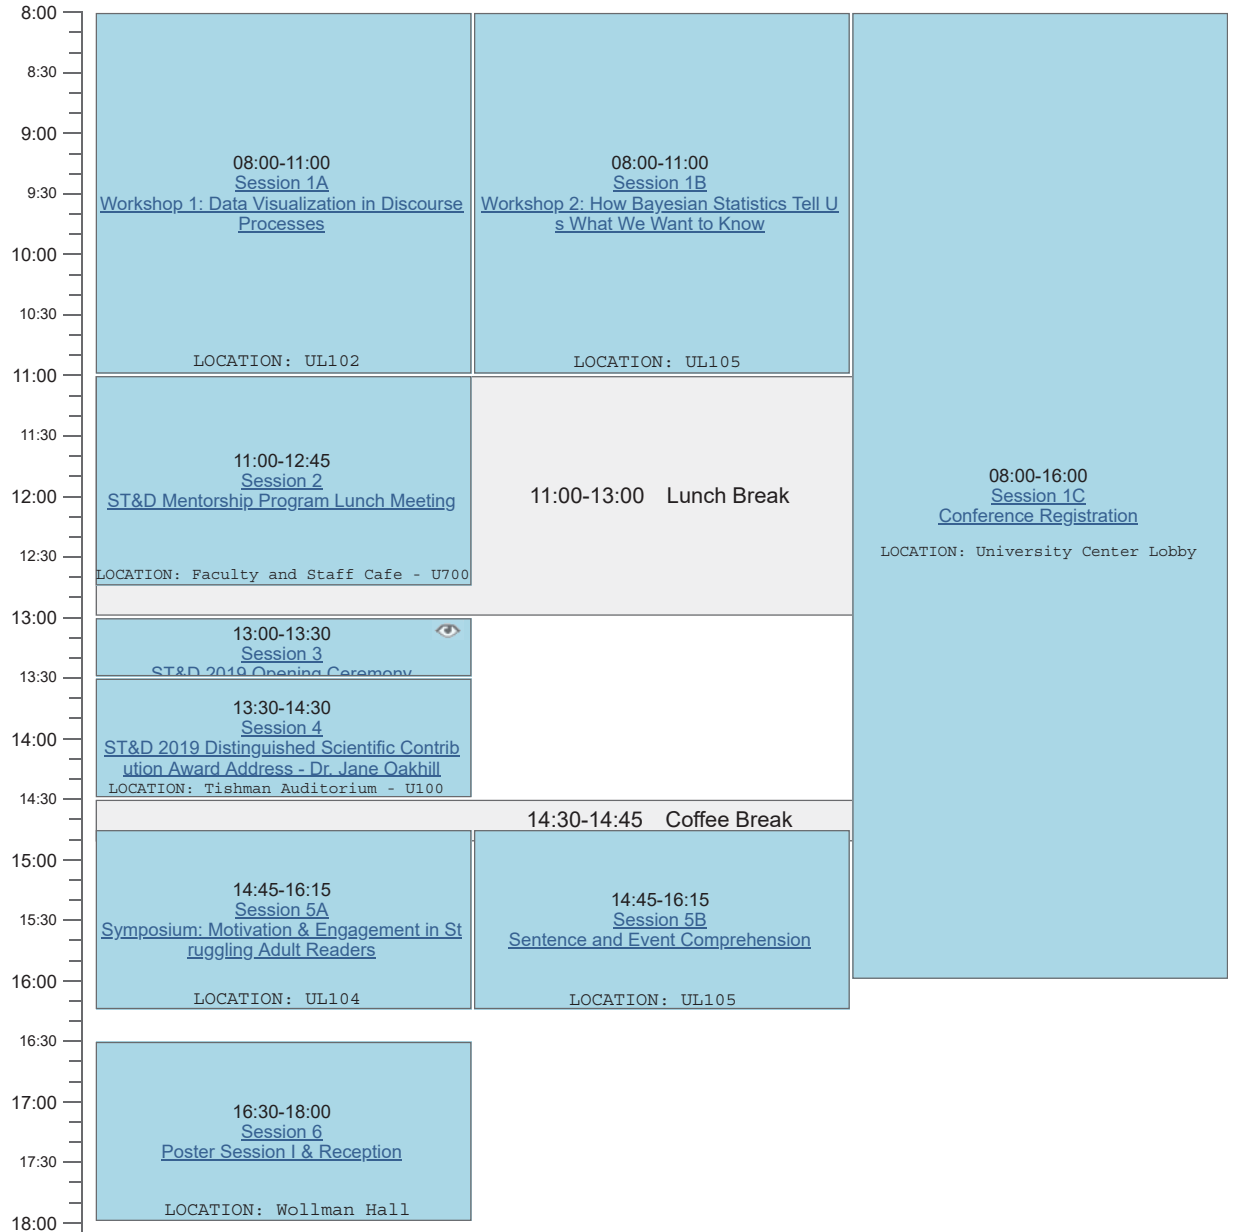 8:00
8:30
9:00
9:30
10:00
10:30
11:00
11:30
12:00
12:30
13:00
13:30
14:00
14:30
15:00
15:30
16:00
16:30
17:00
17:30
18:00
08:00-11:00
Session 1A
Workshop 1: Data Visualization in Discourse
Processes
LOCATION: UL102
08:00-11:00
Session 1B
Workshop 2: How Bayesian Statistics Tell U
s What We Want to Know
LOCATION: UL105
08:00-16:00
Session 1C
Conference Registration
LOCATION: University Center Lobby
11:00-12:45
Session 2
ST&D Mentorship Program Lunch Meeting
LOCATION: Faculty and Staff Cafe - U700
11:00-13:00 Lunch Break
13:00-13:30
Session 3
ST&D 2019 Opening Ceremony
13:30-14:30
Session 4
ST&D 2019 Distinguished Scientific Contrib
ution Award Address - Dr. Jane Oakhill
LOCATION: Tishman Auditorium - U100
14:30-14:45 Coffee Break
14:45-16:15
Session 5A
Symposium: Motivation & Engagement in St
ruggling Adult Readers
LOCATION: UL104
14:45-16:15
Session 5B
Sentence and Event Comprehension
LOCATION: UL105
16:30-18:00
Session 6
Poster Session I & Reception
LOCATION: Wollman Hall